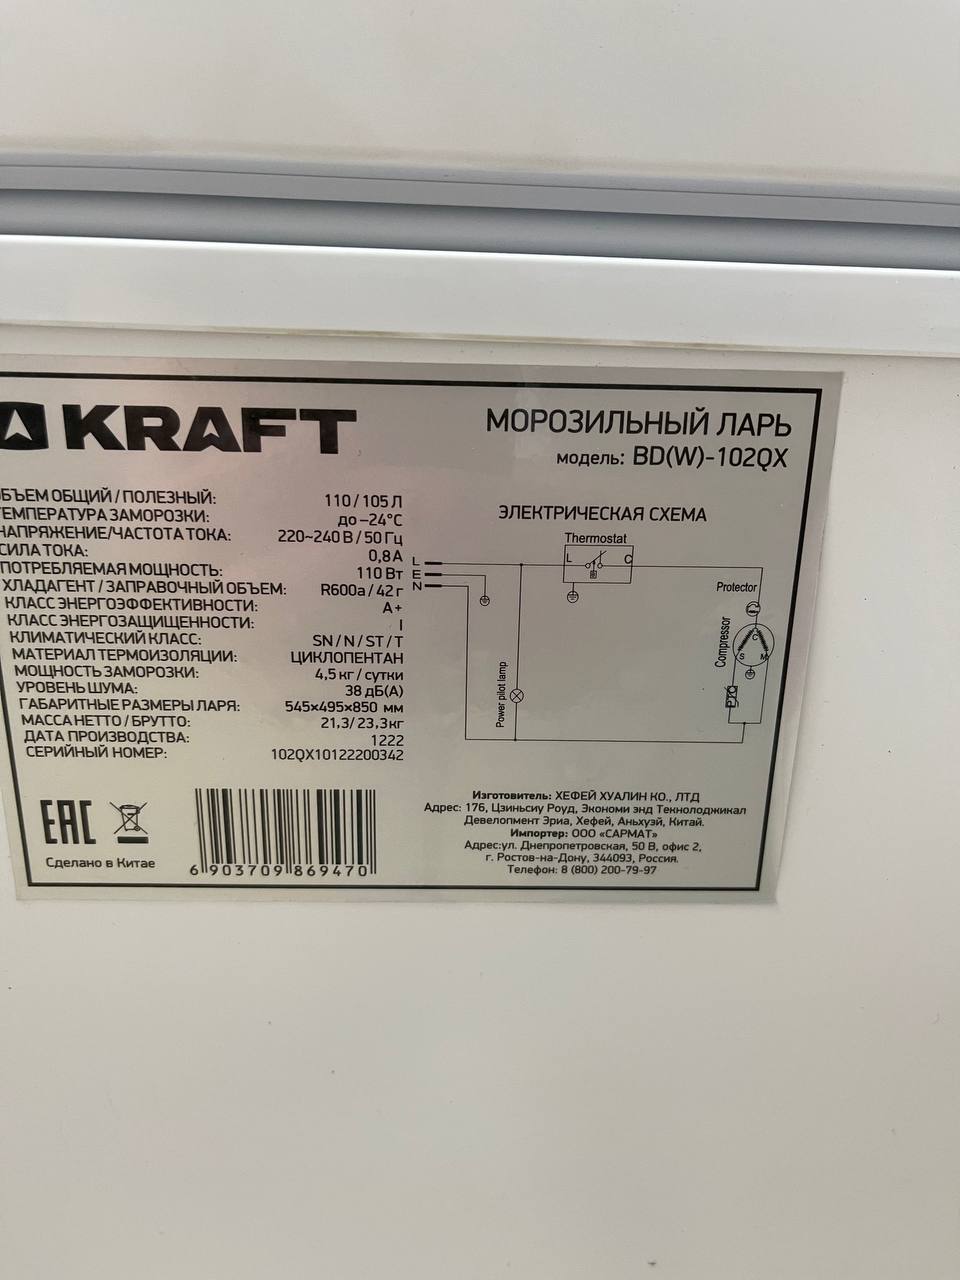 KRAFT
МОРОЗИЛЬНЫЙ ЛАРЬ
модель: BD(W)-102QX
ОБЪЕМ ОБЩИЙ / ПОЛЕЗНЫЙ: 110 / 105 Л
ТЕМПЕРАТУРА ЗАМОРОЗКИ: до –24°С
НАПРЯЖЕНИЕ/ЧАСТОТА ТОКА: 220~240 В / 50 Гц
СИЛА ТОКА: 0,8 А
ПОТРЕБЛЯЕМАЯ МОЩНОСТЬ: 110 Вт
ХЛАДАГЕНТ / ЗАПРАВОЧНЫЙ ОБЪЕМ: R600a / 42 г
КЛАСС ЭНЕРГОЭФФЕКТИВНОСТИ: А+
КЛАСС ЭНЕРГОЗАЩИЩЕННОСТИ: I
КЛИМАТИЧЕСКИЙ КЛАСС: SN / N / ST / T
МАТЕРИАЛ ТЕРМОИЗОЛЯЦИИ: ЦИКЛОПЕНТАН
МОЩНОСТЬ ЗАМОРОЗКИ: 4,5 кг / сутки
УРОВЕНЬ ШУМА: 38 дБ(А)
ГАБАРИТНЫЕ РАЗМЕРЫ ЛАРЯ: 545×495×850 мм
МАССА НЕТТО / БРУТТО: 21,3 / 23,3 кг
ДАТА ПРОИЗВОДСТВА: 1222
СЕРИЙНЫЙ НОМЕР: 102QX10122200342
ЭЛЕКТРИЧЕСКАЯ СХЕМА
Thermostat
L
L C
E
N
Protector
Compressor
C
S M
PTC
Power pilot lamp
EAC
Сделано в Китае
6 903709 869470
Изготовитель: ХЕФЕЙ ХУАЛИН КО., ЛТД
Адрес: 176, Цзиньсиу Роуд, Экономи энд Текнолоджикал
Девелопмент Эриа, Хефей, Аньхуэй, Китай.
Импортер: ООО «САРМАТ»
Адрес:ул. Днепропетровская, 50 В, офис 2,
г. Ростов-на-Дону, 344093, Россия.
Телефон: 8 (800) 200-79-97